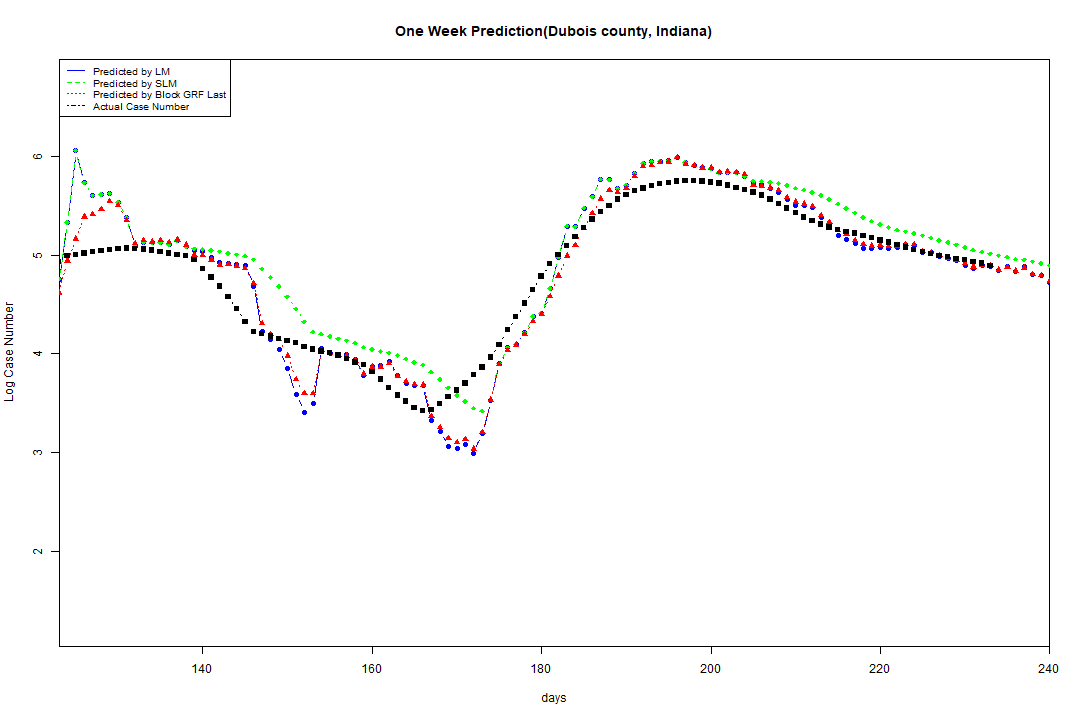 One Week Prediction(Dubois county, Indiana)
Predicted by LM
Predicted by SLM
Predicted by Block GRF Last
Actual Case Number
6
5
4
3
2
Log Case Number
140 160 180 200 220 240
days